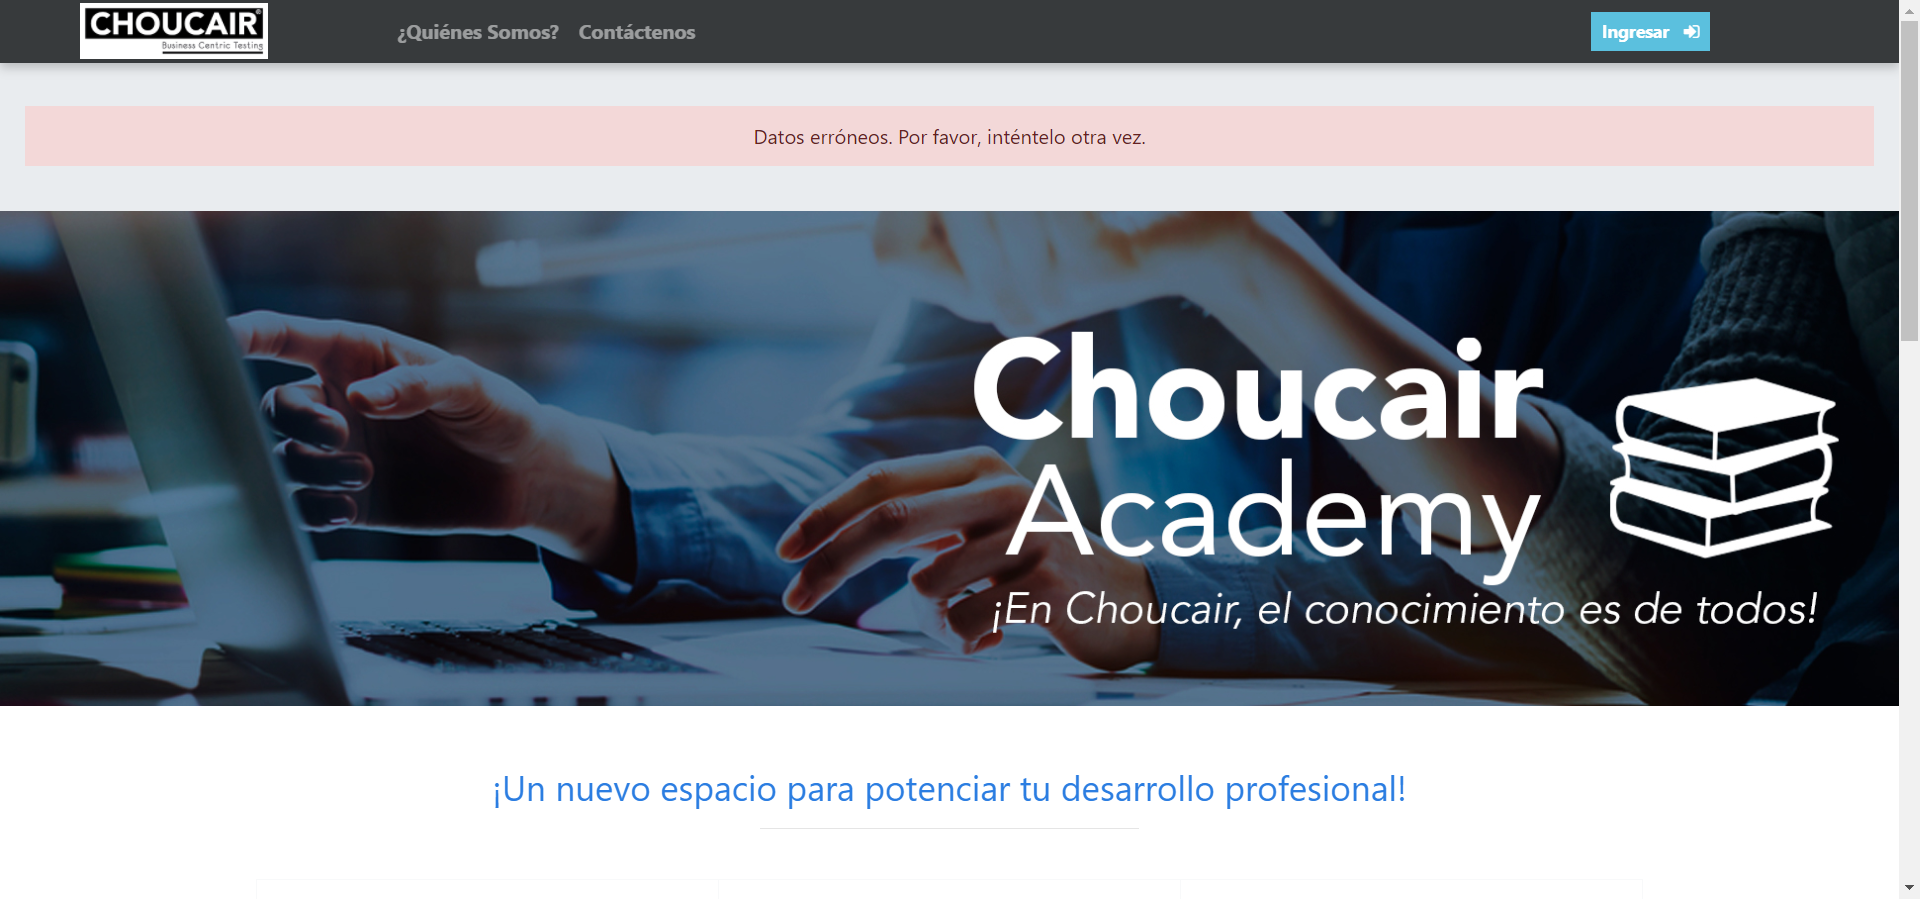 CHOUCAIR®
Business Centric Testing
¿Quiénes Somos?
Contáctenos
Ingresar
Datos erróneos. Por favor, inténtelo otra vez.
Choucair
Academy
¡En Choucair, el conocimiento es de todos!
¡Un nuevo espacio para potenciar tu desarrollo profesional!